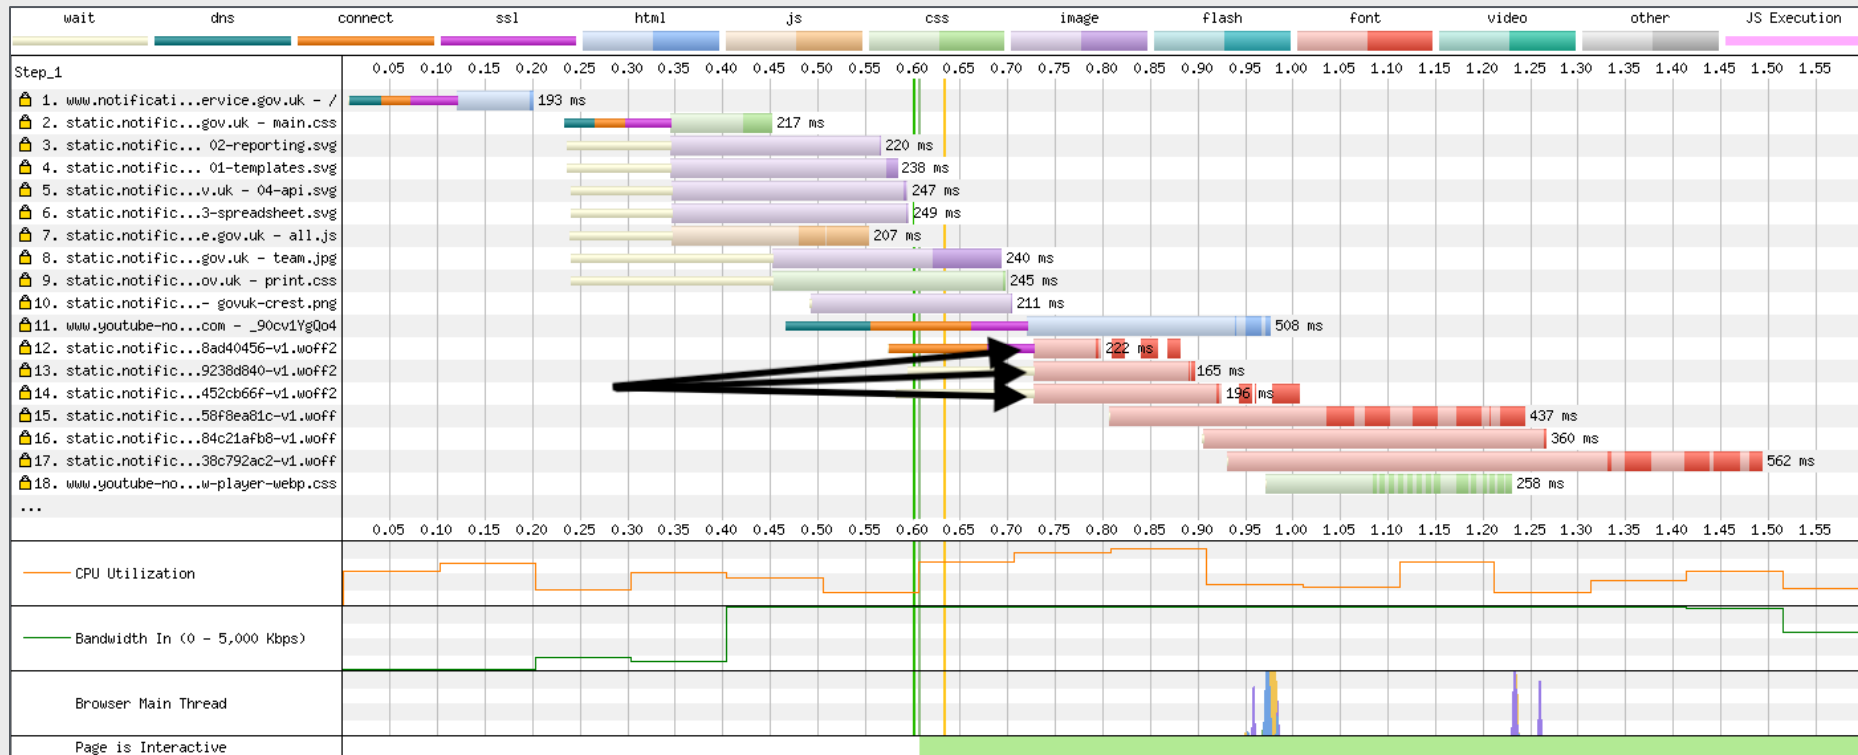 wait dns connect ssl html js css image flash font video other JS Execution
Step_1 0.05 0.10 0.15 0.20 0.25 0.30 0.35 0.40 0.45 0.50 0.55 0.60 0.65 0.70 0.75 0.80 0.85 0.90 0.95 1.00 1.05 1.10 1.15 1.20 1.25 1.30 1.35 1.40 1.45 1.50 1.55
1. www.notificati...ervice.gov.uk - / 193 ms
2. static.notific...gov.uk - main.css 217 ms
3. static.notific... 02-reporting.svg 220 ms
4. static.notific... 01-templates.svg 238 ms
5. static.notific...v.uk - 04-api.svg 247 ms
6. static.notific...3-spreadsheet.svg 249 ms
7. static.notific...e.gov.uk - all.js 207 ms
8. static.notific...gov.uk - team.jpg 240 ms
9. static.notific...ov.uk - print.css 245 ms
10. static.notific...- govuk-crest.png 211 ms
11. www.youtube-no...com - _90cv1YgQo4 508 ms
12. static.notific...8ad40456-v1.woff2 222 ms
13. static.notific...9238d840-v1.woff2 165 ms
14. static.notific...452cb66f-v1.woff2 196 ms
15. static.notific...58f8ea81c-v1.woff 437 ms
16. static.notific...84c21afb8-v1.woff 360 ms
17. static.notific...38c792ac2-v1.woff 562 ms
18. www.youtube-no...w-player-webp.css 258 ms
...
0.05 0.10 0.15 0.20 0.25 0.30 0.35 0.40 0.45 0.50 0.55 0.60 0.65 0.70 0.75 0.80 0.85 0.90 0.95 1.00 1.05 1.10 1.15 1.20 1.25 1.30 1.35 1.40 1.45 1.50 1.55
CPU Utilization
Bandwidth In (0 - 5,000 Kbps)
Browser Main Thread
Page is Interactive